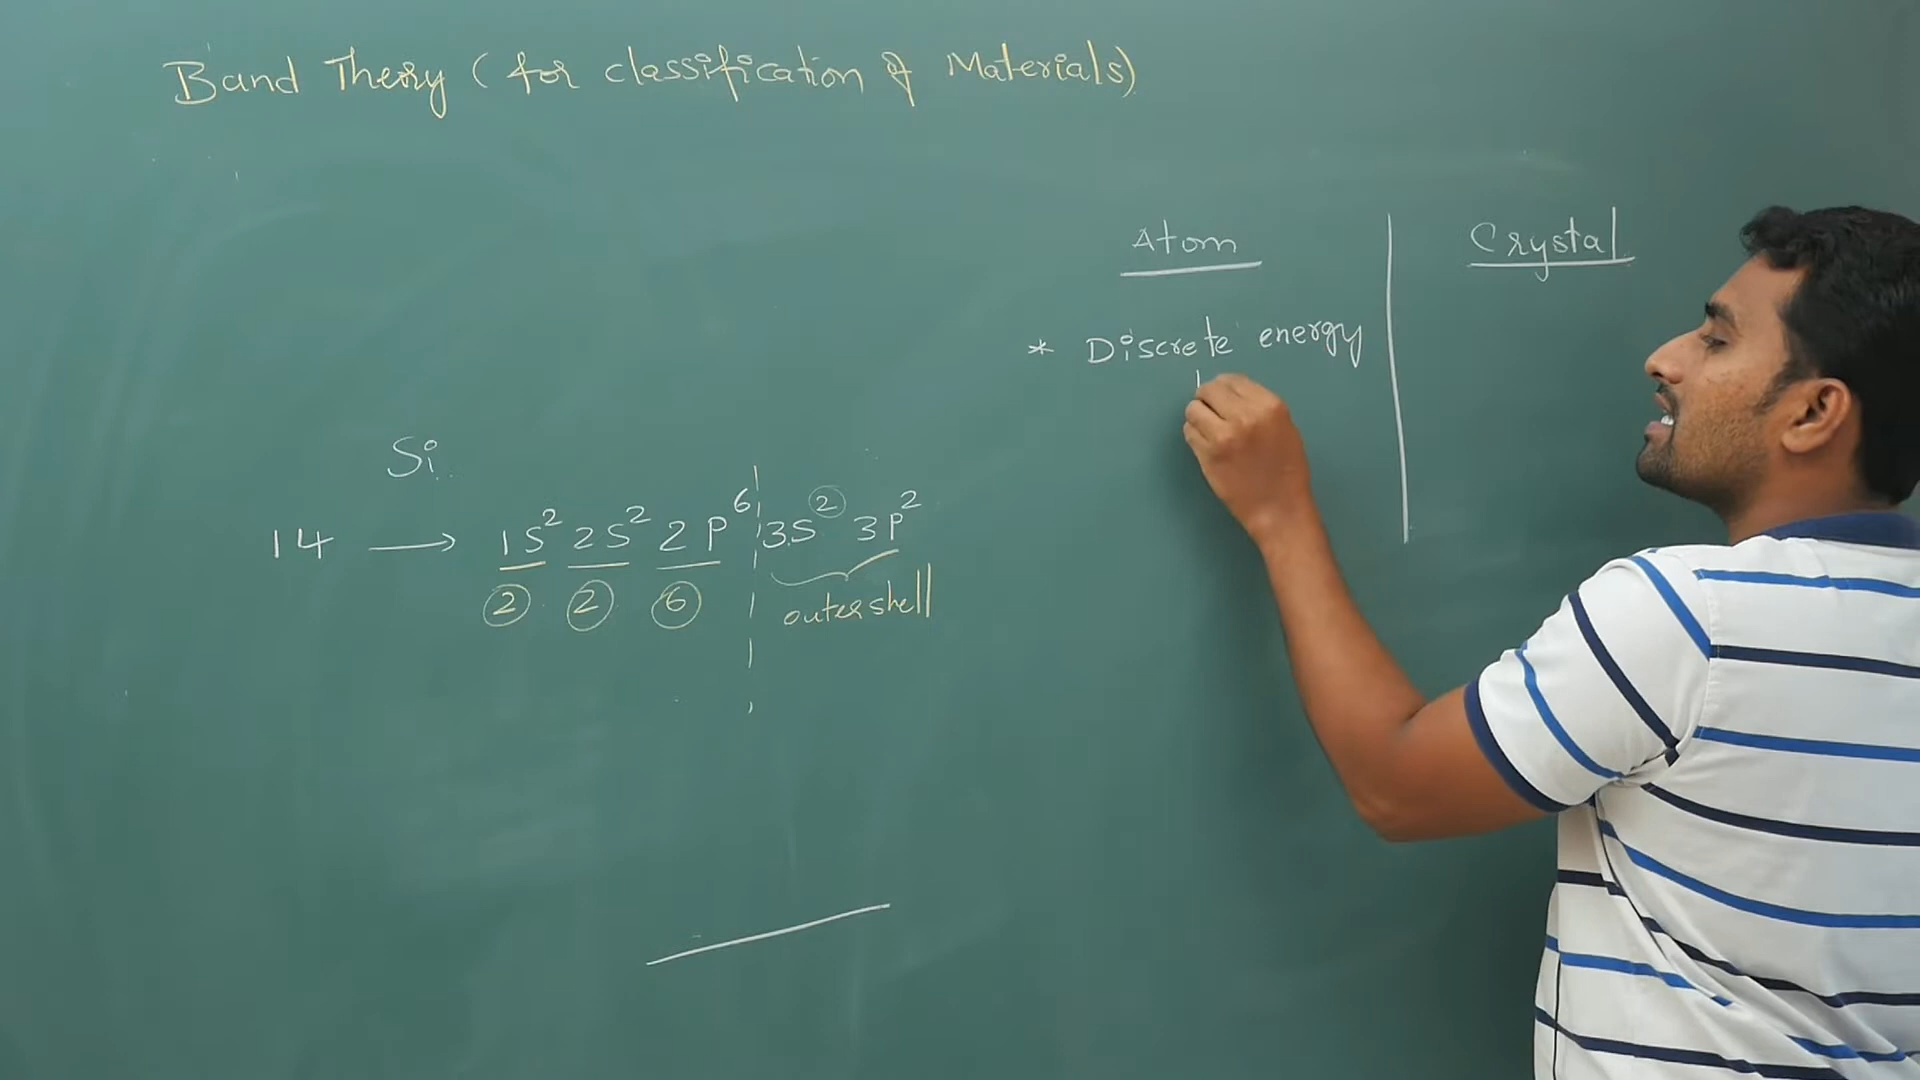 Band Theory (for classification of Materials)
Atom
Crystal
* Discrete energy
Si
14 → 1S² 2S² 2P⁶ 3S² 3P²
2 2 6 outershell